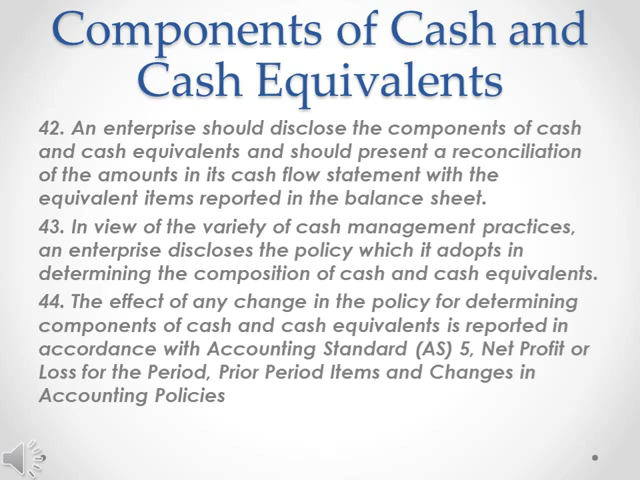 Components of Cash and
Cash Equivalents
42. An enterprise should disclose the components of cash
and cash equivalents and should present a reconciliation
of the amounts in its cash flow statement with the
equivalent items reported in the balance sheet.
43. In view of the variety of cash management practices,
an enterprise discloses the policy which it adopts in
determining the composition of cash and cash equivalents.
44. The effect of any change in the policy for determining
components of cash and cash equivalents is reported in
accordance with Accounting Standard (AS) 5, Net Profit or
Loss for the Period, Prior Period Items and Changes in
Accounting Policies